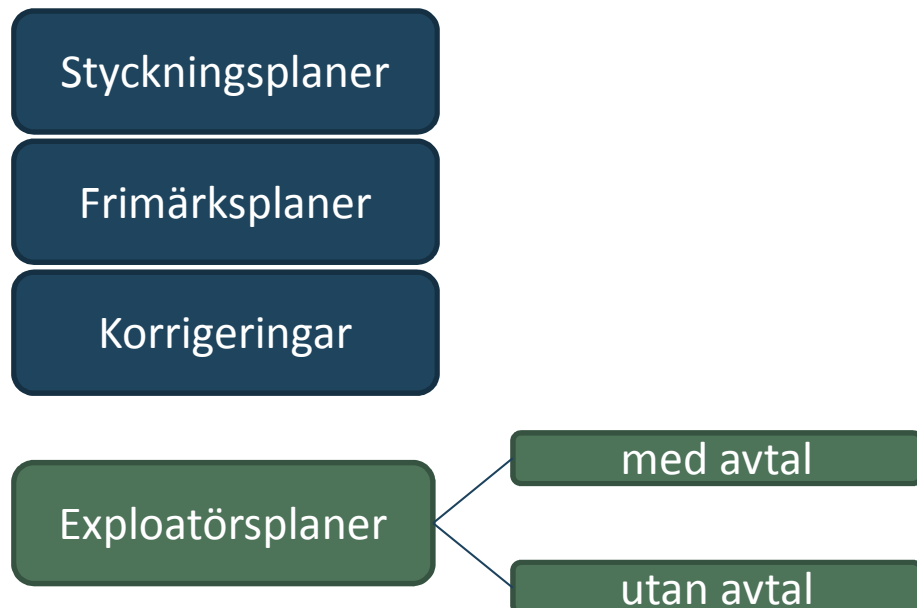 Styckningsplaner
Frimärksplaner
Korrigeringar
med avtal
Exploatörsplaner
utan avtal